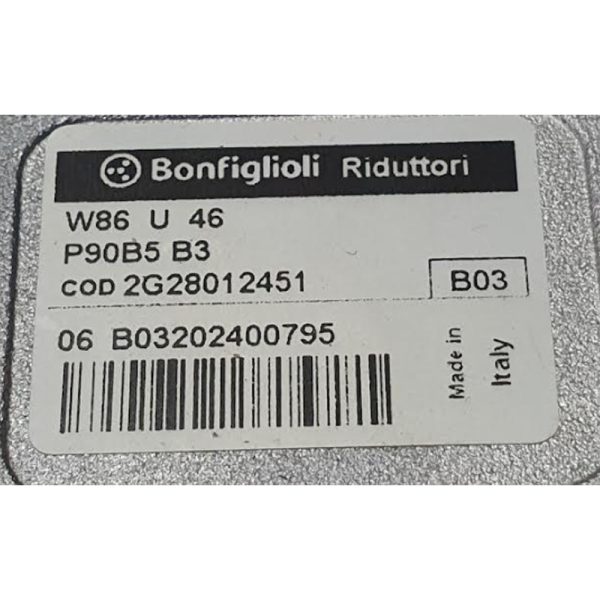 Bonfiglioli Riduttori
W86 U 46
P90B5 B3
COD 2G28012451
B03
06 B03202400795
Made in
Italy